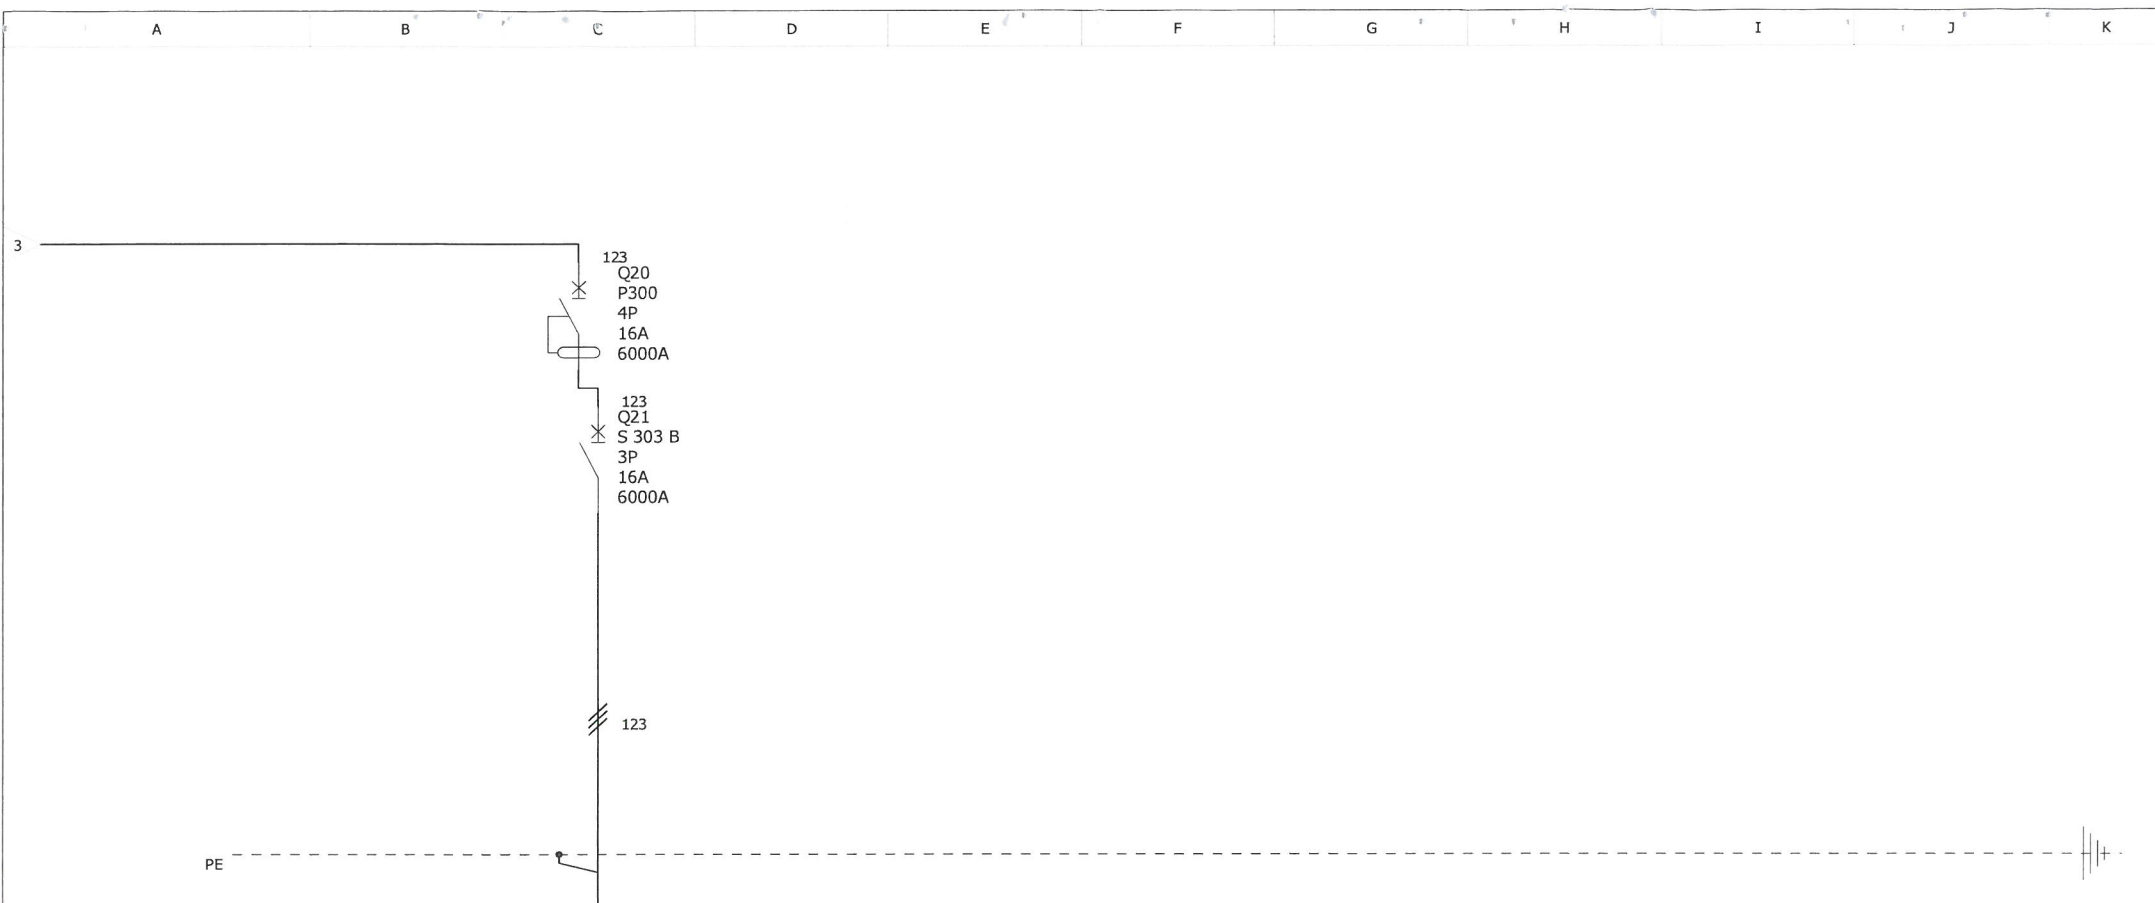 A B C D E F G H I J K
3
123
Q20
P300
4P
16A
6000A
123
Q21
S 303 B
3P
16A
6000A
123
PE